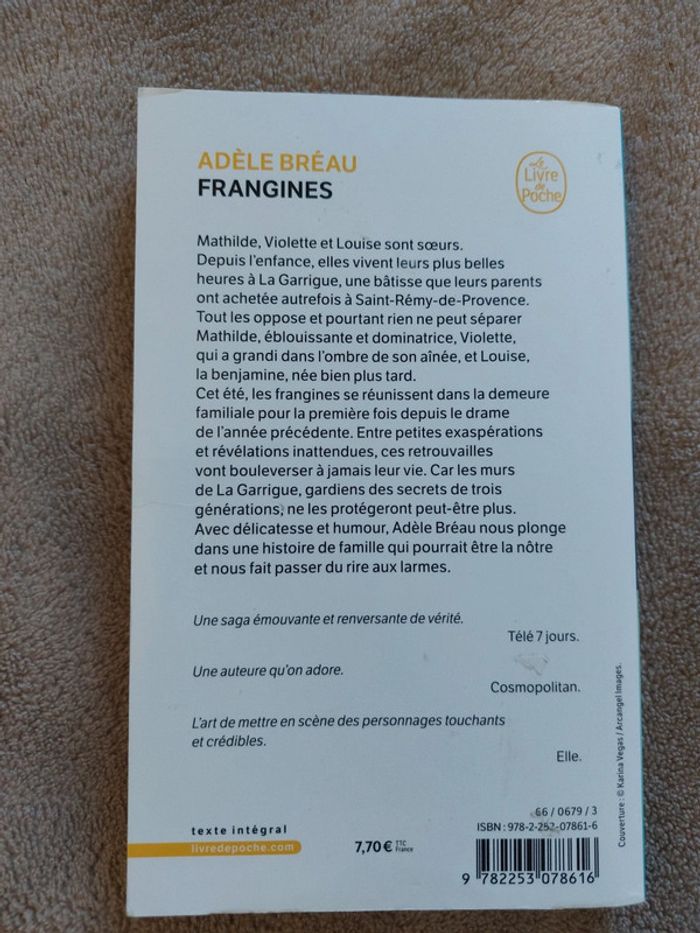 ADÈLE BRÉAU
FRANGINES
Le
Livre
de
Poche
Mathilde, Violette et Louise sont sœurs.
Depuis l'enfance, elles vivent leurs plus belles
heures à La Garrigue, une bâtisse que leurs parents
ont achetée autrefois à Saint-Rémy-de-Provence.
Tout les oppose et pourtant rien ne peut séparer
Mathilde, éblouissante et dominatrice, Violette,
qui a grandi dans l'ombre de son aînée, et Louise,
la benjamine, née bien plus tard.
Cet été, les frangines se réunissent dans la demeure
familiale pour la première fois depuis le drame
de l'année précédente. Entre petites exaspérations
et révélations inattendues, ces retrouvailles
vont bouleverser à jamais leur vie. Car les murs
de La Garrigue, gardiens des secrets de trois
générations, ne les protégeront peut-être plus.
Avec délicatesse et humour, Adèle Bréau nous plonge
dans une histoire de famille qui pourrait être la nôtre
et nous fait passer du rire aux larmes.
Une saga émouvante et renversante de vérité.
Télé 7 jours.
Une auteure qu'on adore.
Cosmopolitan.
L'art de mettre en scène des personnages touchants
et crédibles.
Elle.
Couverture : © Karina Vegas / Arcangel Images.
texte intégral
livredepoche.com
7,70 € TTC
France
66 / 0679 / 3
ISBN : 978-2-253-07861-6
9 782253 078616